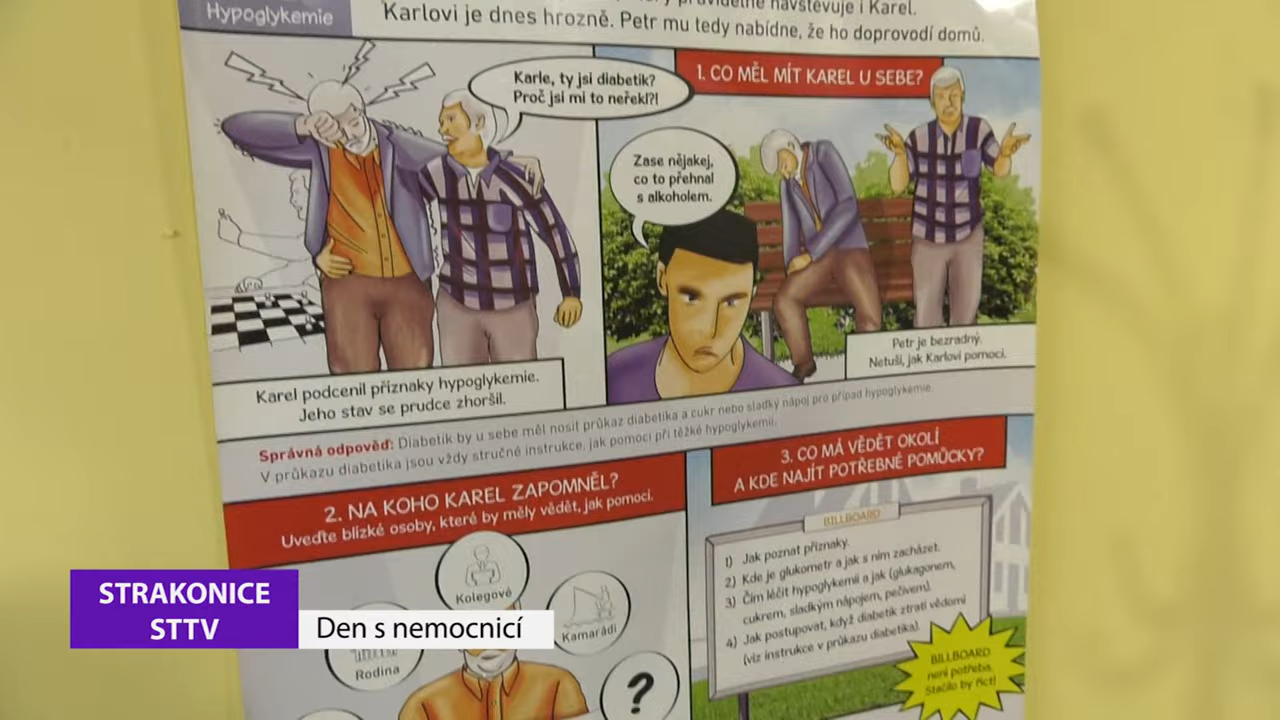 Hypoglykemie
pravidelně navštěvuje i Karel.
Karlovi je dnes hrozně. Petr mu tedy nabídne, že ho doprovodí domů.
Karle, ty jsi diabetik?
Proč jsi mi to neřekl?!
1. CO MĚL MÍT KAREL U SEBE?
Zase nějakej,
co to přehnal
s alkoholem.
Petr je bezradný.
Netuší, jak Karlovi pomoci.
Karel podcenil příznaky hypoglykemie.
Jeho stav se prudce zhoršil.
Správná odpověď: Diabetik by u sebe měl nosit průkaz diabetika a cukr nebo sladký nápoj pro případ hypoglykemie.
V průkazu diabetika jsou vždy stručné instrukce, jak pomoci při těžké hypoglykemii.
2. NA KOHO KAREL ZAPOMNĚL?
Uveďte blízké osoby, které by měly vědět, jak pomoci.
Kolegové
Kamarádi
Rodina
?
3. CO MÁ VĚDĚT OKOLÍ
A KDE NAJÍT POTŘEBNÉ POMŮCKY?
BILLBOARD
1) Jak poznat příznaky.
2) Kde je glukometr a jak s ním zacházet.
3) Čím léčit hypoglykemii a jak (glukagonem,
cukrem, sladkým nápojem, pečivem).
4) Jak postupovat, když diabetik ztratí vědomí
(viz instrukce v průkazu diabetika).
BILLBOARD
není potřeba.
Stačilo by říct!
STRAKONICE
STTV
Den s nemocnicí